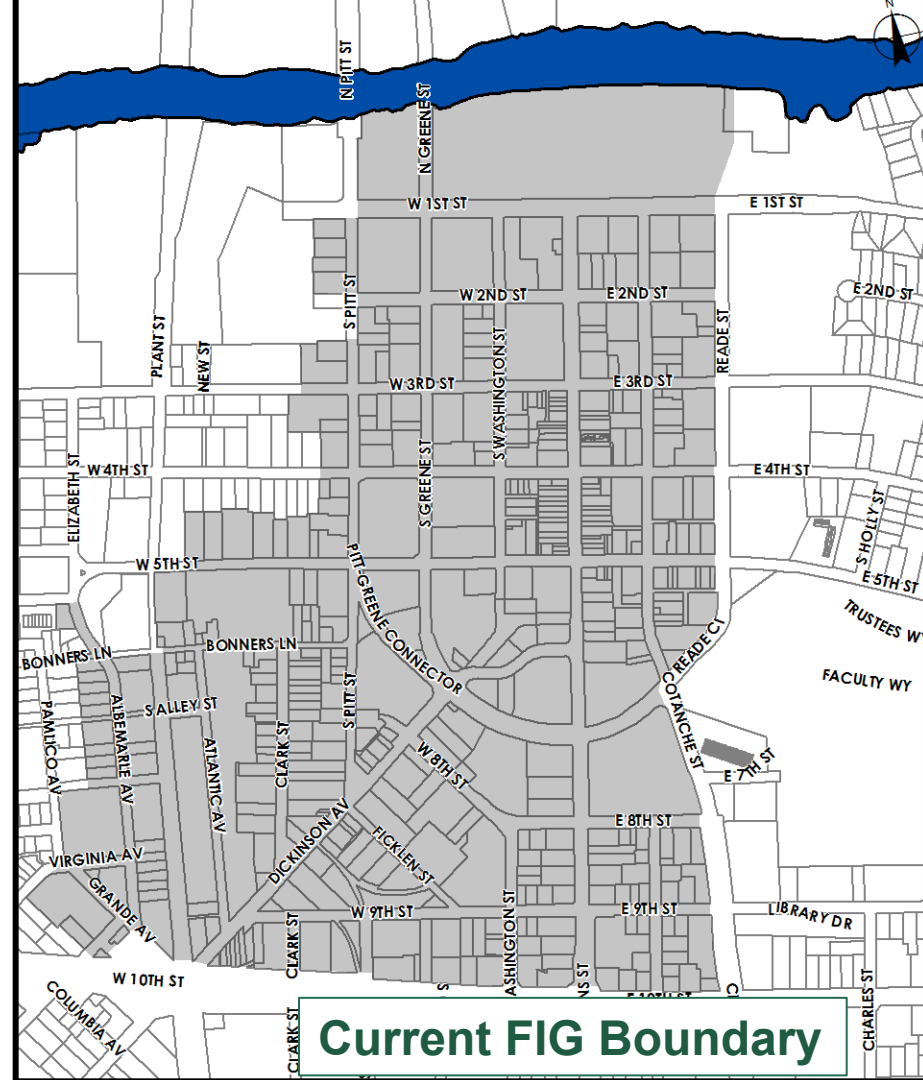 N
N PITT ST
N GREENE ST
W 1ST ST
E 1ST ST
S PITT ST
W 2ND ST
E 2ND ST
E 2ND ST
PLANT ST
NEW ST
S WASHINGTON ST
READE ST
W 3RD ST
E 3RD ST
ELIZABETH ST
W 4TH ST
S GREENE ST
E 4TH ST
S HOLLY ST
W 5TH ST
PITT-GREENE CONNECTOR
E 5TH ST
TRUSTEES WY
BONNERS LN
BONNERS LN
READE CI
FACULTY WY
PAMLICO AV
ALBEMARLE AV
S ALLEY ST
S PITT ST
COTANCHE ST
ATLANTIC AV
CLARK ST
W 8TH ST
E 7TH ST
DICKINSON AV
FICKLEN ST
E 8TH ST
VIRGINIA AV
GRANDE AV
W 9TH ST
E 9TH ST
LIBRARY DR
CLARK ST
ASHINGTON ST
NS ST
S
W 10TH ST
E 10TH ST
COLUMBIA AV
CLARK ST
CHARLES ST
Current FIG Boundary